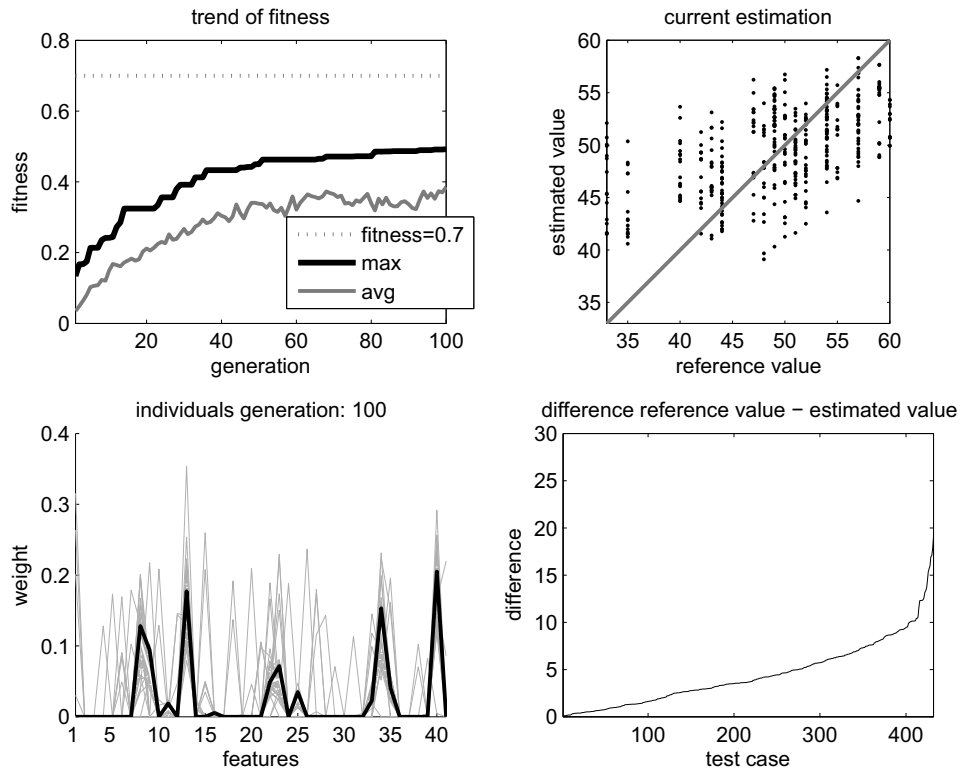 trend of fitness
0.8
0.6
0.4
0.2
0
fitness
fitness=0.7
max
avg
20 40 60 80 100
generation
current estimation
60
55
50
45
40
35
estimated value
35 40 45 50 55 60
reference value
individuals generation: 100
0.4
0.3
0.2
0.1
0
weight
1 5 10 15 20 25 30 35 40
features
difference reference value − estimated value
30
25
20
15
10
5
0
difference
100 200 300 400
test case